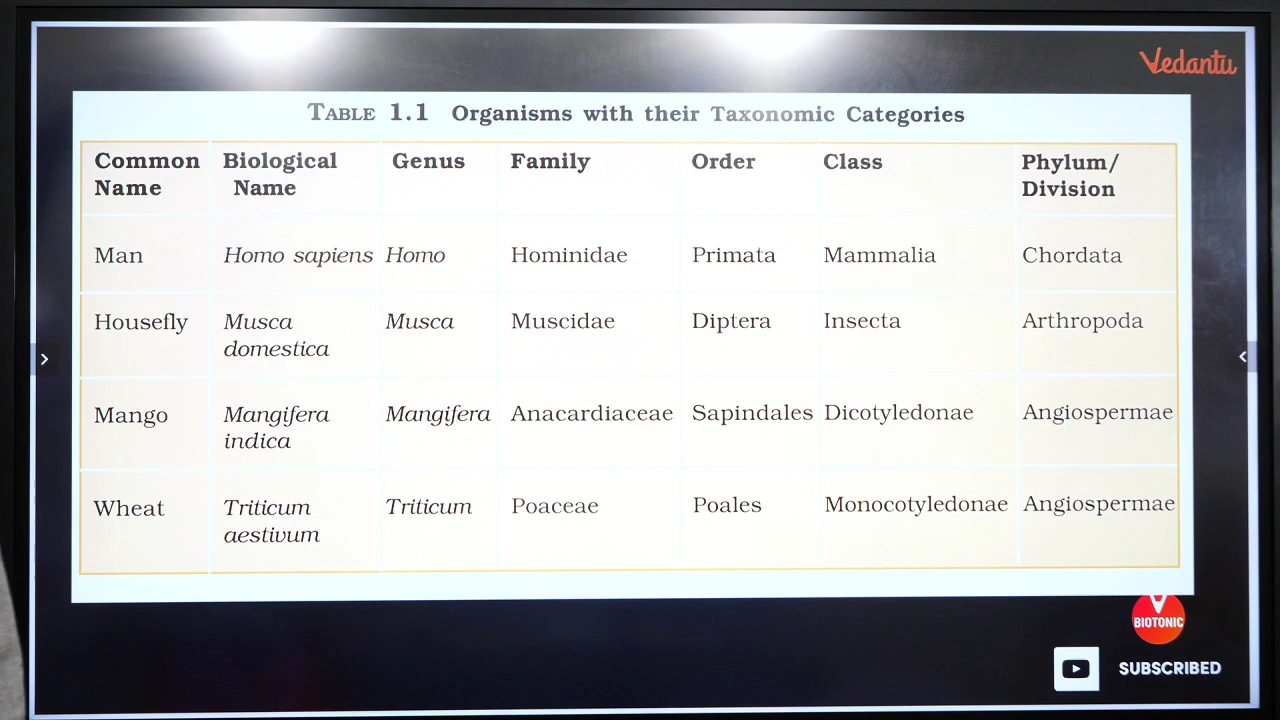 Vedantu
TABLE 1.1 Organisms with their Taxonomic Categories
Common Name Biological Name Genus Family Order Class Phylum/ Division
Man Homo sapiens Homo Hominidae Primata Mammalia Chordata
Housefly Musca domestica Musca Muscidae Diptera Insecta Arthropoda
Mango Mangifera indica Mangifera Anacardiaceae Sapindales Dicotyledonae Angiospermae
Wheat Triticum aestivum Triticum Poaceae Poales Monocotyledonae Angiospermae
BIOTONIC
SUBSCRIBED